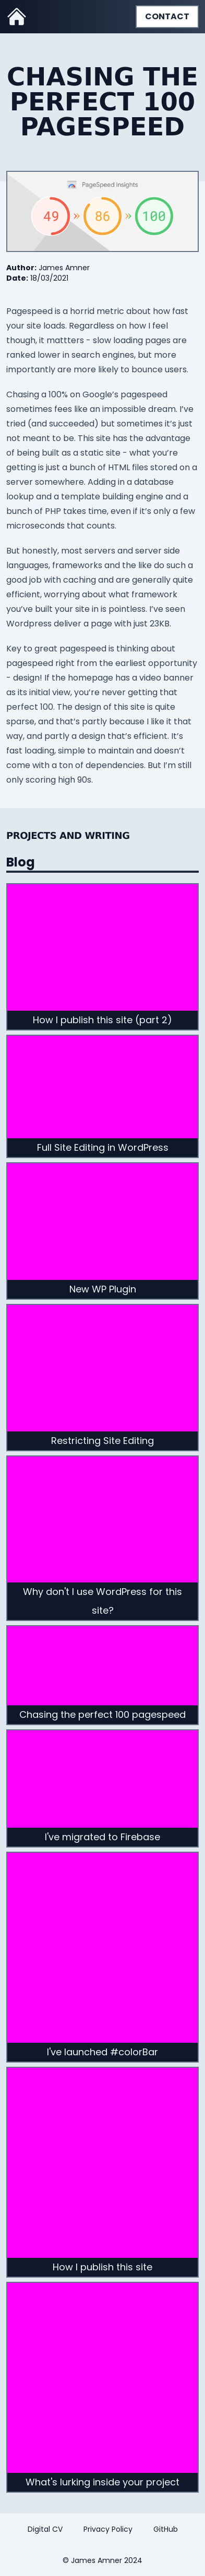 CONTACT
CHASING THE
PERFECT 100
PAGESPEED
PageSpeed Insights
49 » 86 » 100
Author: James Amner
Date: 18/03/2021
Pagespeed is a horrid metric about how fast
your site loads. Regardless on how I feel
though, it mattters - slow loading pages are
ranked lower in search engines, but more
importantly are more likely to bounce users.
Chasing a 100% on Google's pagespeed
sometimes fees like an impossible dream. I've
tried (and succeeded) but sometimes it's just
not meant to be. This site has the advantage
of being built as a static site - what you're
getting is just a bunch of HTML files stored on a
server somewhere. Adding in a database
lookup and a template building engine and a
bunch of PHP takes time, even if it's only a few
microseconds that counts.
But honestly, most servers and server side
languages, frameworks and the like do such a
good job with caching and are generally quite
efficient, worrying about what framework
you've built your site in is pointless. I've seen
Wordpress deliver a page with just 23KB.
Key to great pagespeed is thinking about
pagespeed right from the earliest opportunity
- design! If the homepage has a video banner
as its initial view, you're never getting that
perfect 100. The design of this site is quite
sparse, and that's partly because I like it that
way, and partly a design that's efficient. It's
fast loading, simple to maintain and doesn't
come with a ton of dependencies. But I'm still
only scoring high 90s.
PROJECTS AND WRITING
Blog
How I publish this site (part 2)
Full Site Editing in WordPress
New WP Plugin
Restricting Site Editing
Why don't I use WordPress for this
site?
Chasing the perfect 100 pagespeed
I've migrated to Firebase
I've launched #colorBar
How I publish this site
What's lurking inside your project
Digital CV Privacy Policy GitHub
© James Amner 2024